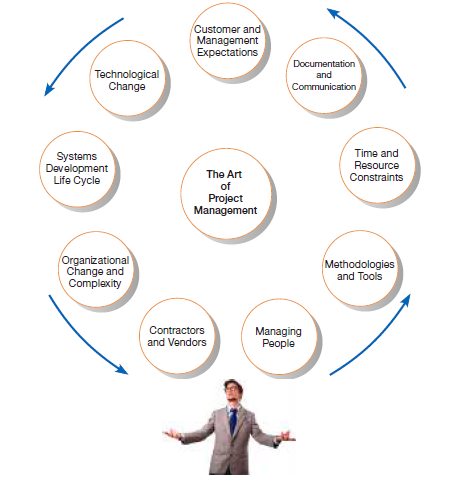 Customer and
Management
Expectations
Documentation
and
Communication
Time and
Resource
Constraints
Methodologies
and Tools
Managing
People
Contractors
and Vendors
Organizational
Change and
Complexity
Systems
Development
Life Cycle
Technological
Change
The Art
of
Project
Management